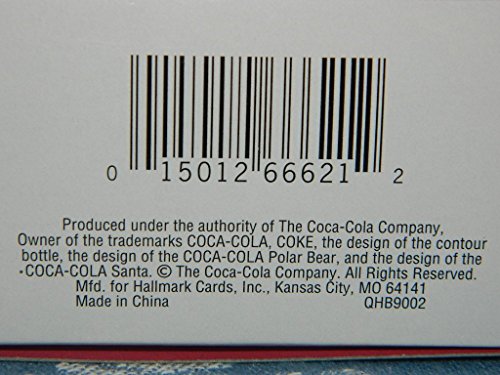 0 15012 66621 2
Produced under the authority of The Coca-Cola Company,
Owner of the trademarks COCA-COLA, COKE, the design of the contour
bottle, the design of the COCA-COLA Polar Bear, and the design of the
COCA-COLA Santa. © The Coca-Cola Company. All Rights Reserved.
Mfd. for Hallmark Cards, Inc., Kansas City, MO 64141
Made in China QHB9002